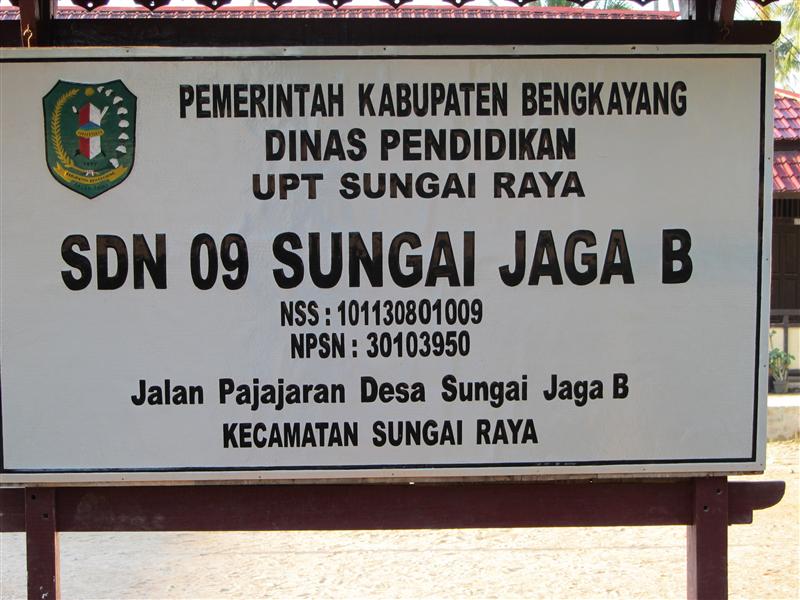 PEMERINTAH KABUPATEN BENGKAYANG
DINAS PENDIDIKAN
UPT SUNGAI RAYA
SDN 09 SUNGAI JAGA B
NSS : 101130801009
NPSN : 30103950
Jalan Pajajaran Desa Sungai Jaga B
KECAMATAN SUNGAI RAYA